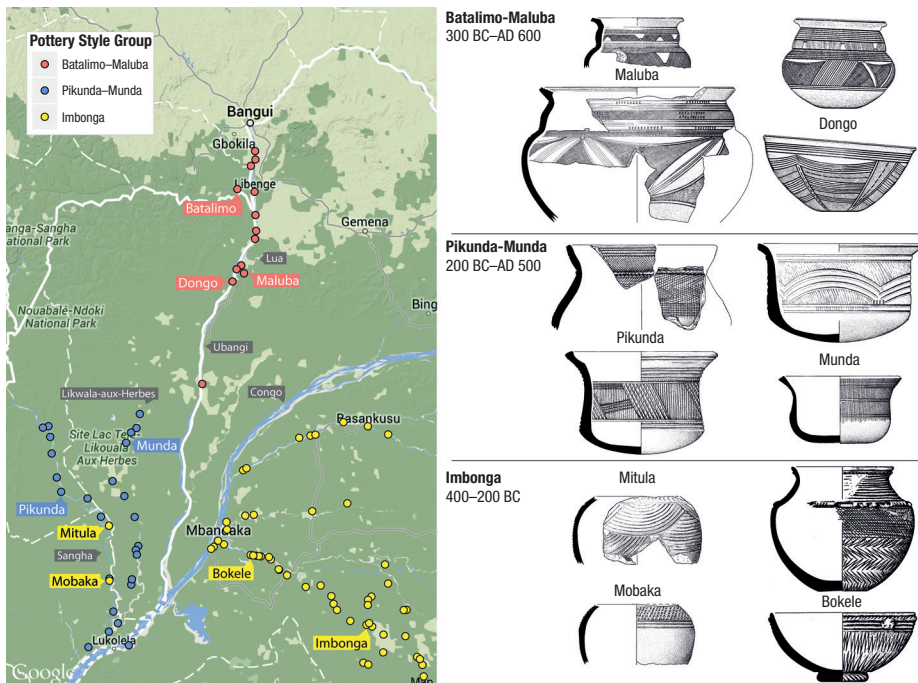 Pottery Style Group
Batalimo–Maluba
Pikunda–Munda
Imbonga
Bangui
Gbokila
Libenge
Batalimo
Gemena
anga-Sangha
ational Park
Lua
Dongo
Maluba
Bing
Nouabalé-Ndoki
National Park
Ubangi
Congo
Likwala-aux-Herbes
Basankusu
Munda
Site Lac Tele
Likouala
Aux Herbes
Pikunda
Mitula
Mbandaka
Sangha
Bokele
Mobaka
Imbonga
Lukolela
Google
Batalimo-Maluba
300 BC–AD 600
Maluba
Dongo
Pikunda-Munda
200 BC–AD 500
Pikunda
Munda
Imbonga
400–200 BC
Mitula
Mobaka
Bokele